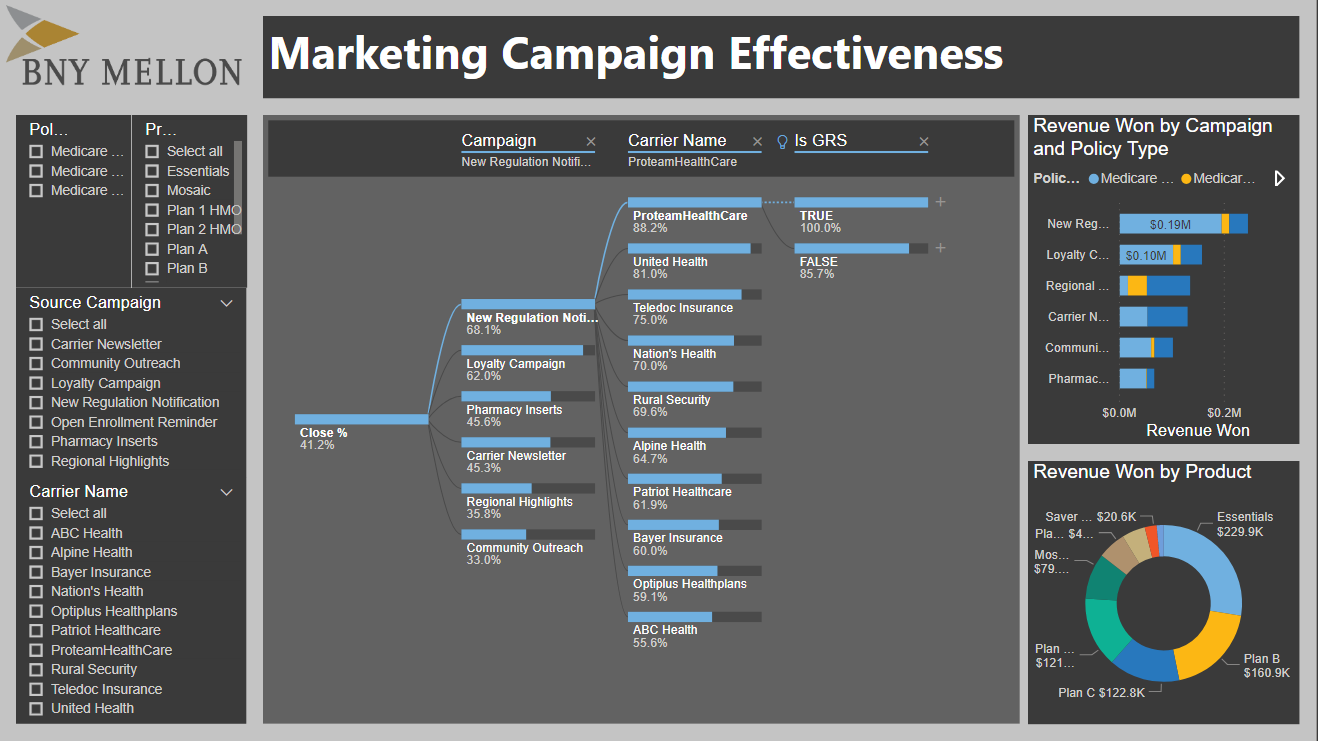 BNY MELLON
Marketing Campaign Effectiveness
Pol...
Medicare ...
Medicare ...
Medicare ...
Pr...
Select all
Essentials
Mosaic
Plan 1 HMO
Plan 2 HMO
Plan A
Plan B
Source Campaign
Select all
Carrier Newsletter
Community Outreach
Loyalty Campaign
New Regulation Notification
Open Enrollment Reminder
Pharmacy Inserts
Regional Highlights
Carrier Name
Select all
ABC Health
Alpine Health
Bayer Insurance
Nation's Health
Optiplus Healthplans
Patriot Healthcare
ProteamHealthCare
Rural Security
Teledoc Insurance
United Health
Campaign
New Regulation Notifi...
Carrier Name
ProteamHealthCare
Is GRS
Close %
41.2%
New Regulation Noti...
68.1%
Loyalty Campaign
62.0%
Pharmacy Inserts
45.6%
Carrier Newsletter
45.3%
Regional Highlights
35.8%
Community Outreach
33.0%
ProteamHealthCare
88.2%
United Health
81.0%
Teledoc Insurance
75.0%
Nation's Health
70.0%
Rural Security
69.6%
Alpine Health
64.7%
Patriot Healthcare
61.9%
Bayer Insurance
60.0%
Optiplus Healthplans
59.1%
ABC Health
55.6%
TRUE
100.0%
FALSE
85.7%
Revenue Won by Campaign
and Policy Type
Polic... Medicare ... Medicar...
New Reg... $0.19M
Loyalty C... $0.10M
Regional ...
Carrier N...
Communi...
Pharmac...
$0.0M $0.2M
Revenue Won
Revenue Won by Product
Saver ... $20.6K
Essentials
$229.9K
Pla... $4...
Mos...
$79....
Plan ...
$121...
Plan B
$160.9K
Plan C $122.8K